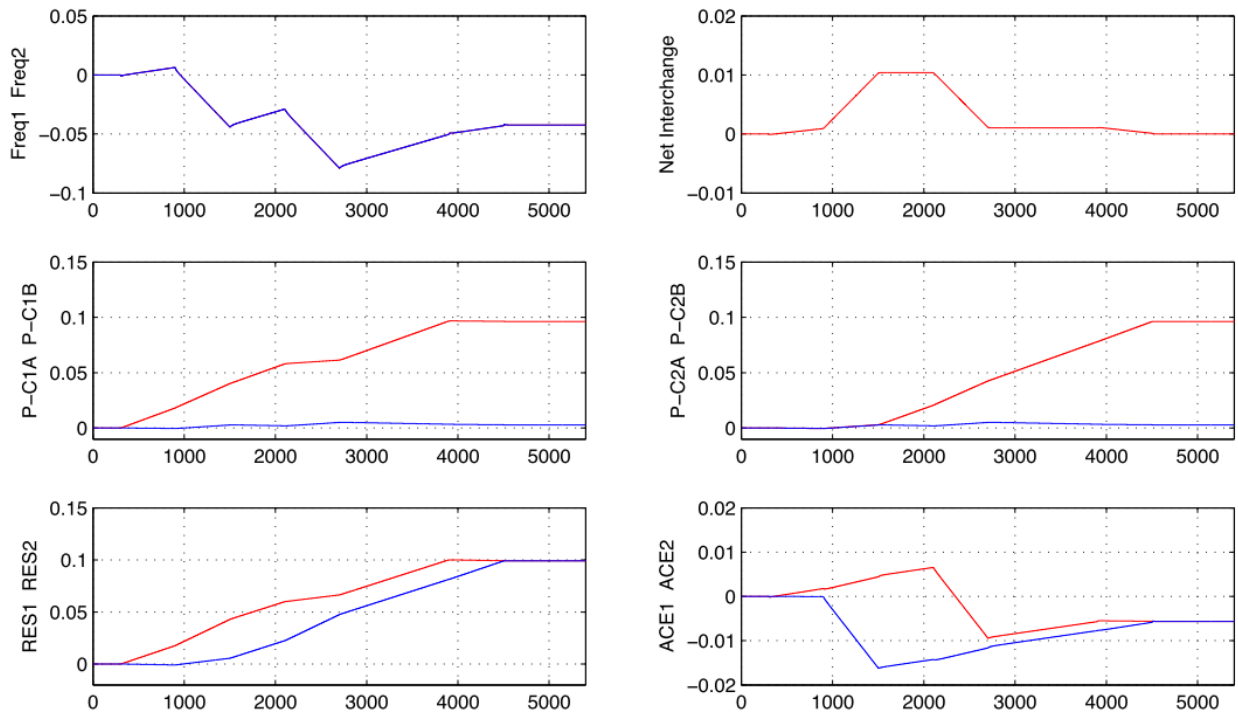 0.05
0
−0.05
−0.1
Freq1 Freq2
0 1000 2000 3000 4000 5000
0.02
0.01
0
−0.01
Net Interchange
0 1000 2000 3000 4000 5000
0.15
0.1
0.05
0
P−C1A P−C1B
0 1000 2000 3000 4000 5000
0.15
0.1
0.05
0
P−C2A P−C2B
0 1000 2000 3000 4000 5000
0.15
0.1
0.05
0
RES1 RES2
0 1000 2000 3000 4000 5000
0.02
0.01
0
−0.01
−0.02
ACE1 ACE2
0 1000 2000 3000 4000 5000